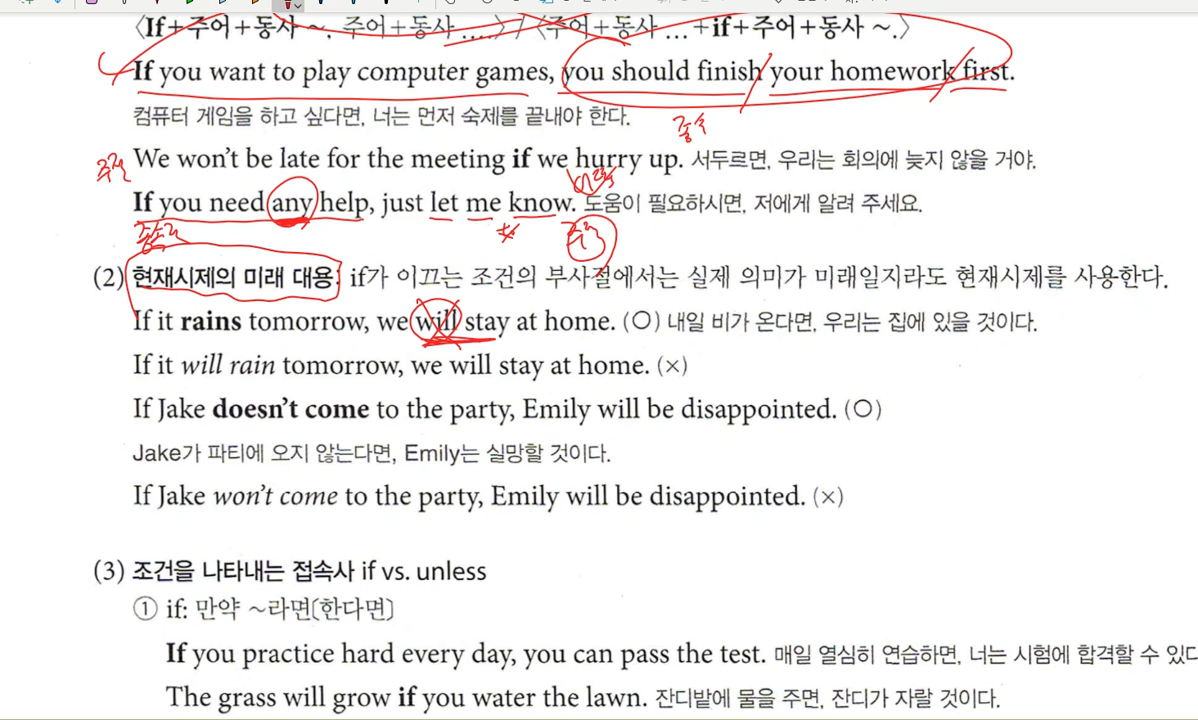 〈If+주어+동사 ~, 주어+동사 ....〉 / 〈주어+동사 …+if+주어+동사 ~.〉
If you want to play computer games, you should finish your homework first.
컴퓨터 게임을 하고 싶다면, 너는 먼저 숙제를 끝내야 한다.
종속
주절 We won't be late for the meeting if we hurry up. 서두르면, 우리는 회의에 늦지 않을 거야.
If you need any help, just let me know. 도움이 필요하시면, 저에게 알려 주세요.
종속절
주절
(2) 현재시제의 미래 대용: if가 이끄는 조건의 부사절에서는 실제 의미가 미래일지라도 현재시제를 사용한다.
If it rains tomorrow, we will stay at home. (○) 내일 비가 온다면, 우리는 집에 있을 것이다.
If it will rain tomorrow, we will stay at home. (×)
If Jake doesn't come to the party, Emily will be disappointed. (○)
Jake가 파티에 오지 않는다면, Emily는 실망할 것이다.
If Jake won't come to the party, Emily will be disappointed. (×)
(3) 조건을 나타내는 접속사 if vs. unless
① if: 만약 ~라면[한다면]
If you practice hard every day, you can pass the test. 매일 열심히 연습하면, 너는 시험에 합격할 수 있다
The grass will grow if you water the lawn. 잔디밭에 물을 주면, 잔디가 자랄 것이다.